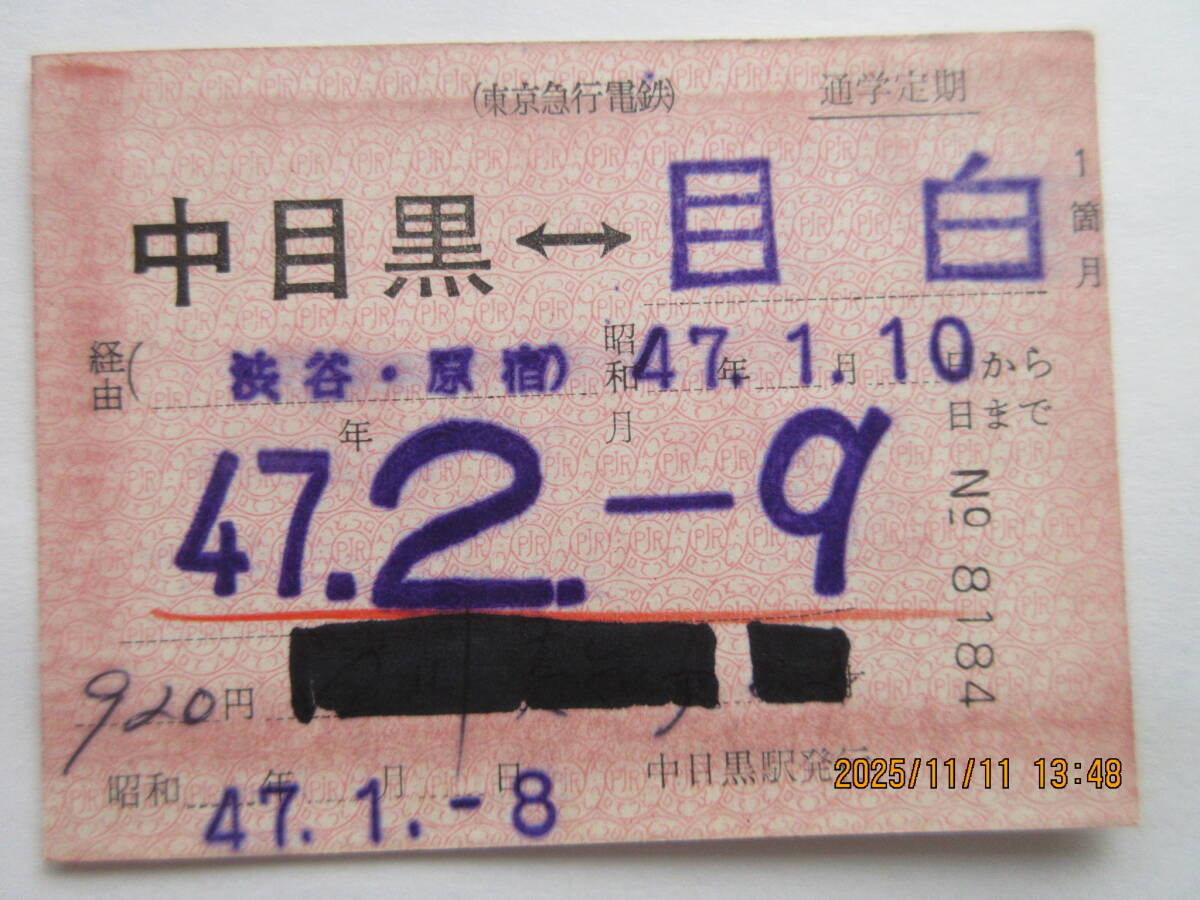 (東京急行電鉄) 通学定期
1箇月
中目黒↔目白
経由(渋谷・原宿) 昭和47.年1.月10日から
47.年2.-月9日まで
№ 8184
920円
昭和47.年1.月-8日 中目黒駅発行
2025/11/11 13:48